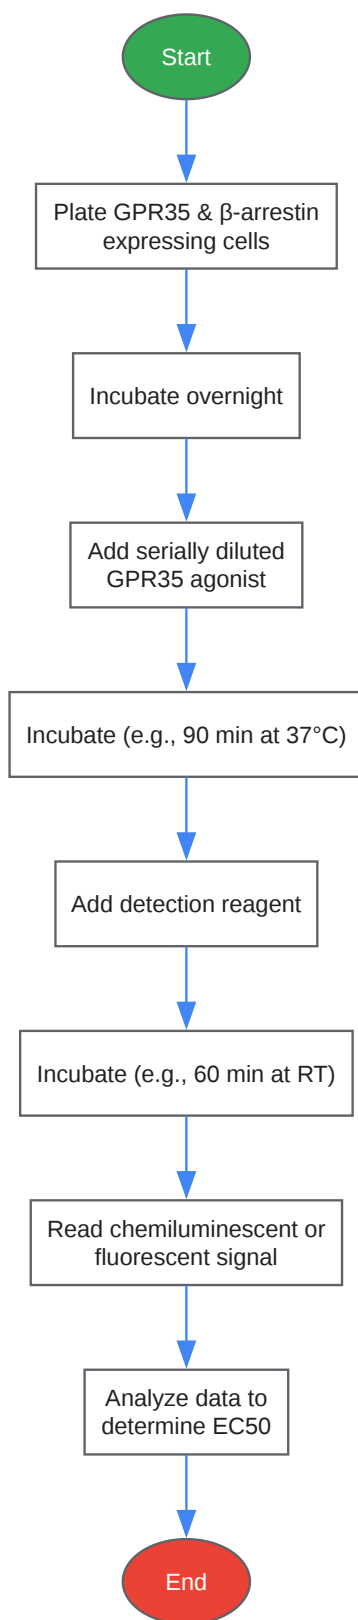 Start
Plate GPR35 & β-arrestin
expressing cells
Incubate overnight
Add serially diluted
GPR35 agonist
Incubate (e.g., 90 min at 37°C)
Add detection reagent
Incubate (e.g., 60 min at RT)
Read chemiluminescent or
fluorescent signal
Analyze data to
determine EC50
End